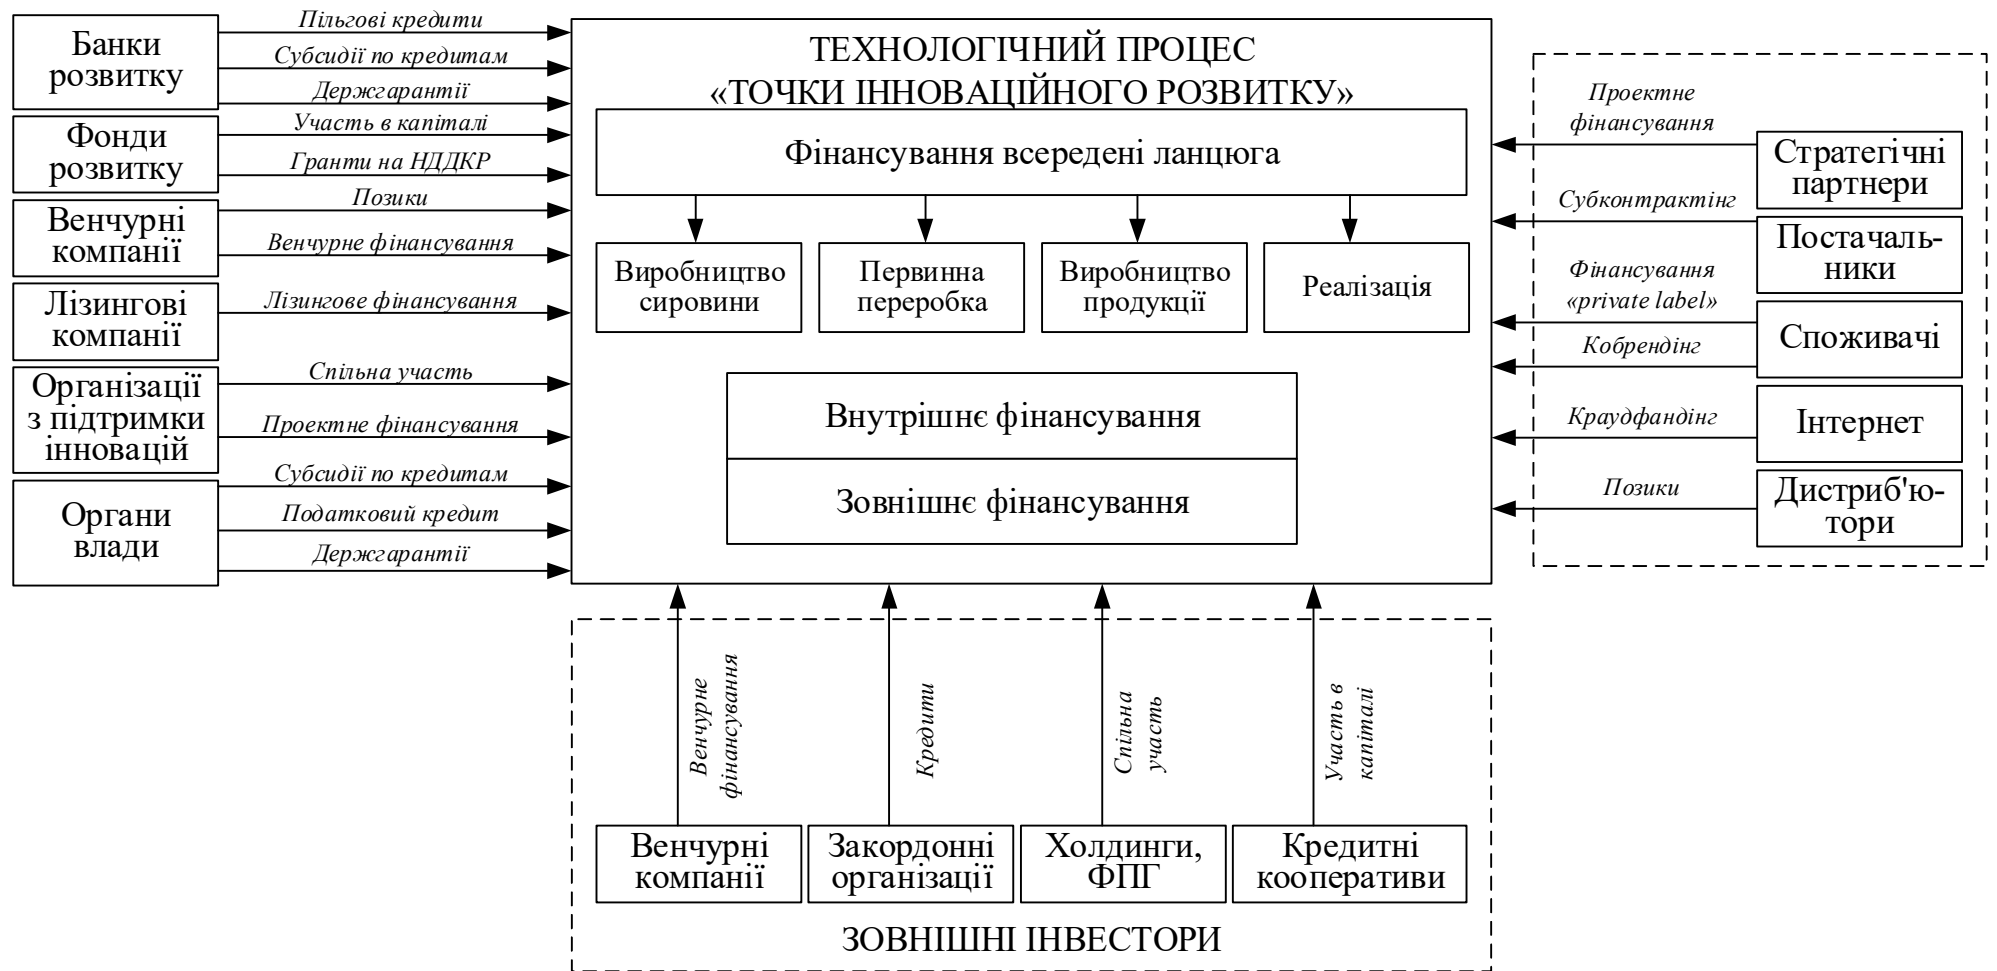 Банки
розвитку
Фонди
розвитку
Венчурні
компанії
Лізингові
компанії
Організації
з підтримки
інновацій
Органи
влади
Пільгові кредити
Субсидії по кредитам
Держгарантії
Участь в капіталі
Гранти на НДДКР
Позики
Венчурне фінансування
Лізингове фінансування
Спільна участь
Проектне фінансування
Субсидії по кредитам
Податковий кредит
Держгарантії
ТЕХНОЛОГІЧНИЙ ПРОЦЕС
«ТОЧКИ ІННОВАЦІЙНОГО РОЗВИТКУ»
Фінансування всередені ланцюга
Виробництво
сировини
Первинна
переробка
Виробництво
продукції
Реалізація
Внутрішнє фінансування
Зовнішнє фінансування
Проектне
фінансування
Субконтрактінг
Фінансування
«private label»
Кобрендінг
Краудфандінг
Позики
Стратегічні
партнери
Постачаль-
ники
Споживачі
Інтернет
Дистриб'ю-
тори
Венчурне
фінансування
Кредити
Спільна
участь
Участь в
капіталі
Венчурні
компанії
Закордонні
організації
Холдинги,
ФПГ
Кредитні
кооперативи
ЗОВНІШНІ ІНВЕСТОРИ